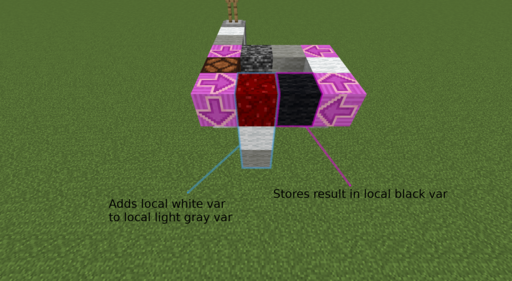 Adds local white var
to local light gray var
Stores result in local black var